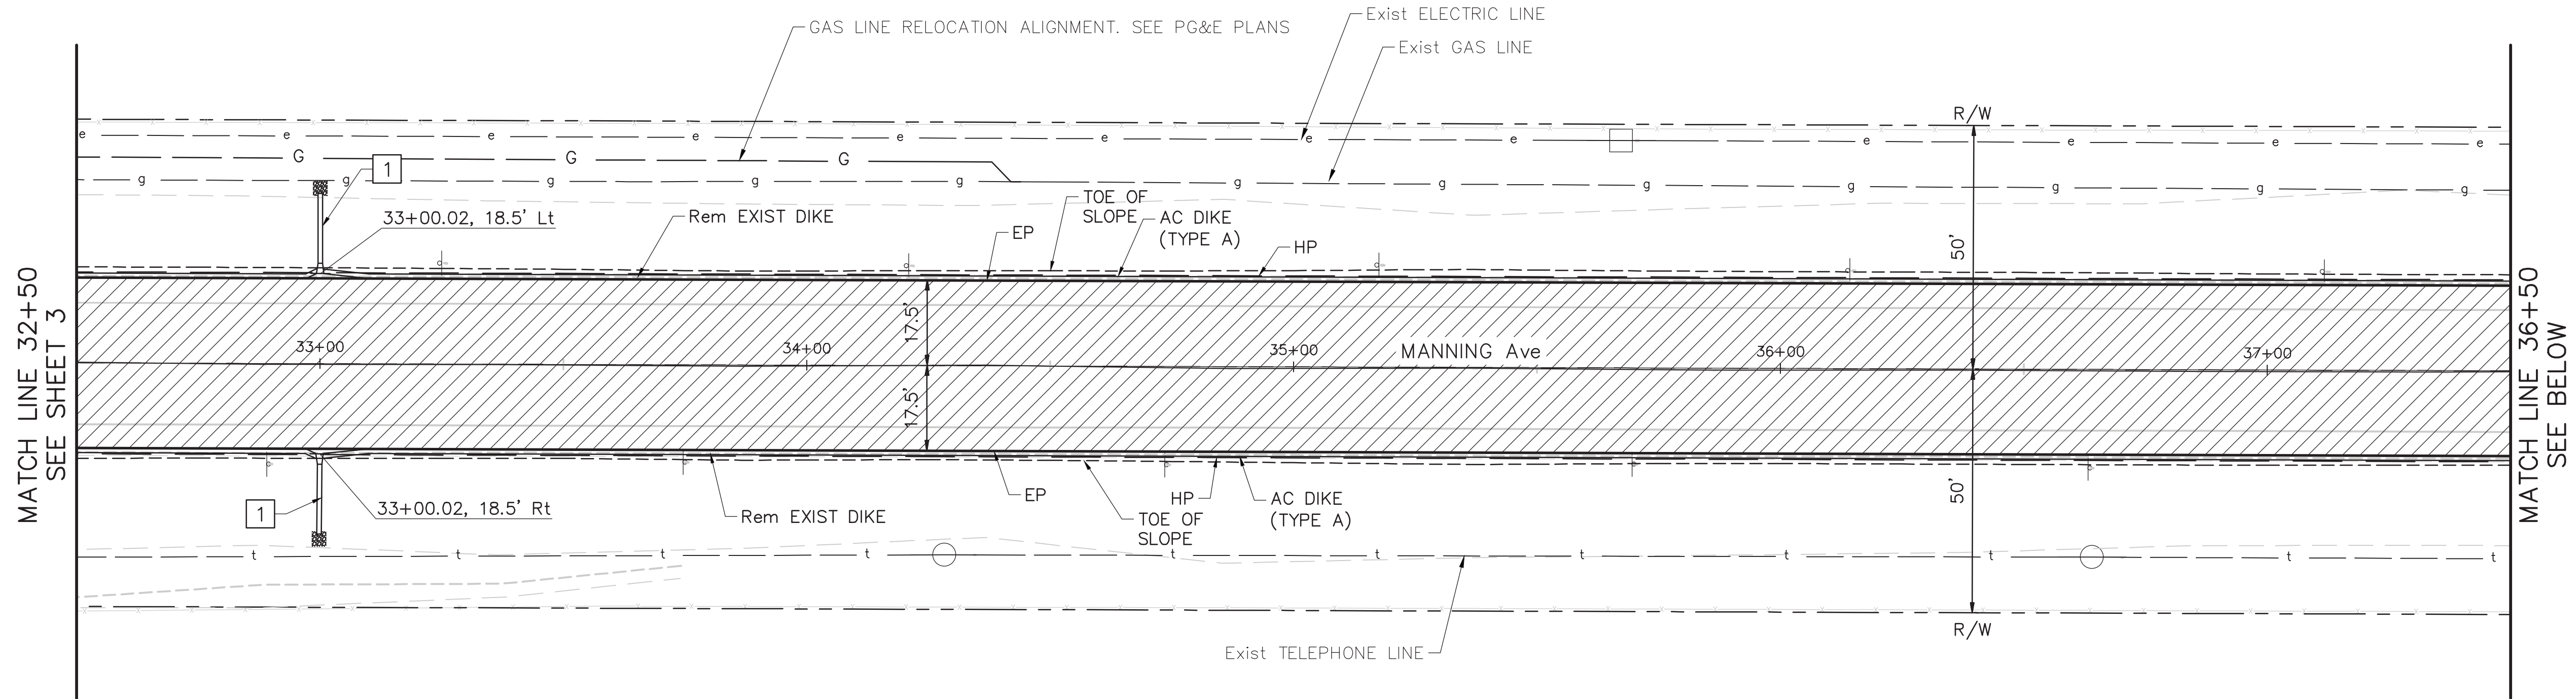 Exist ELECTRIC LINE
GAS LINE RELOCATION ALIGNMENT. SEE PG&E PLANS
Exist GAS LINE
R/W
e e e e e e e e e e e e
G G G
1
g g g g g g g g g g g
33+00.02, 18.5' Lt
Rem EXIST DIKE
TOE OF
SLOPE
AC DIKE
(TYPE A)
EP
HP
50'
MATCH LINE 32+50
SEE SHEET 3
17.5'
33+00
34+00
35+00
MANNING Ave
36+00
37+00
17.5'
MATCH LINE 36+50
SEE BELOW
1
33+00.02, 18.5' Rt
Rem EXIST DIKE
EP
TOE OF
SLOPE
HP
AC DIKE
(TYPE A)
50'
t t t t t t t t t t t
R/W
Exist TELEPHONE LINE